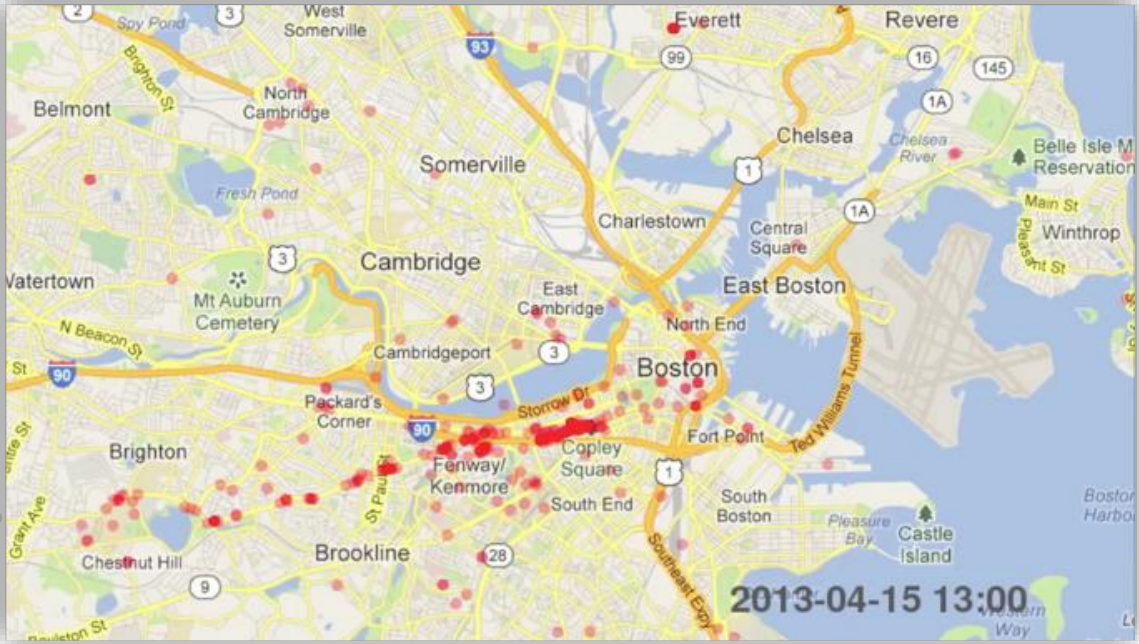 2
Spy Pond
3
West
Somerville
Everett
Revere
93
99
16
145
Brighton St
Belmont
North
Cambridge
1A
Chelsea
Chelsea
River
Somerville
Belle Isle M
Reservation
1
Fresh Pond
Main St
1A
Charlestown
Central
Square
Pleasant St
Winthrop
3
Cambridge
Watertown
Mt Auburn
Cemetery
East
Cambridge
East Boston
N Beacon St
North End
Cambridgeport
3
St
90
Boston
3
Storrow Dr
Packard's
Corner
90
Ted Williams Tunnel
Fort Point
Copley
Square
Brighton
Fenway/
Kenmore
St Paul St
1
South End
South
Boston
Grant Ave
Pleasure
Bay
Castle
Island
Boston
Harbo
Brookline
28
Chestnut Hill
9
Southeast Expy
2013-04-15 13:00
Western
Way